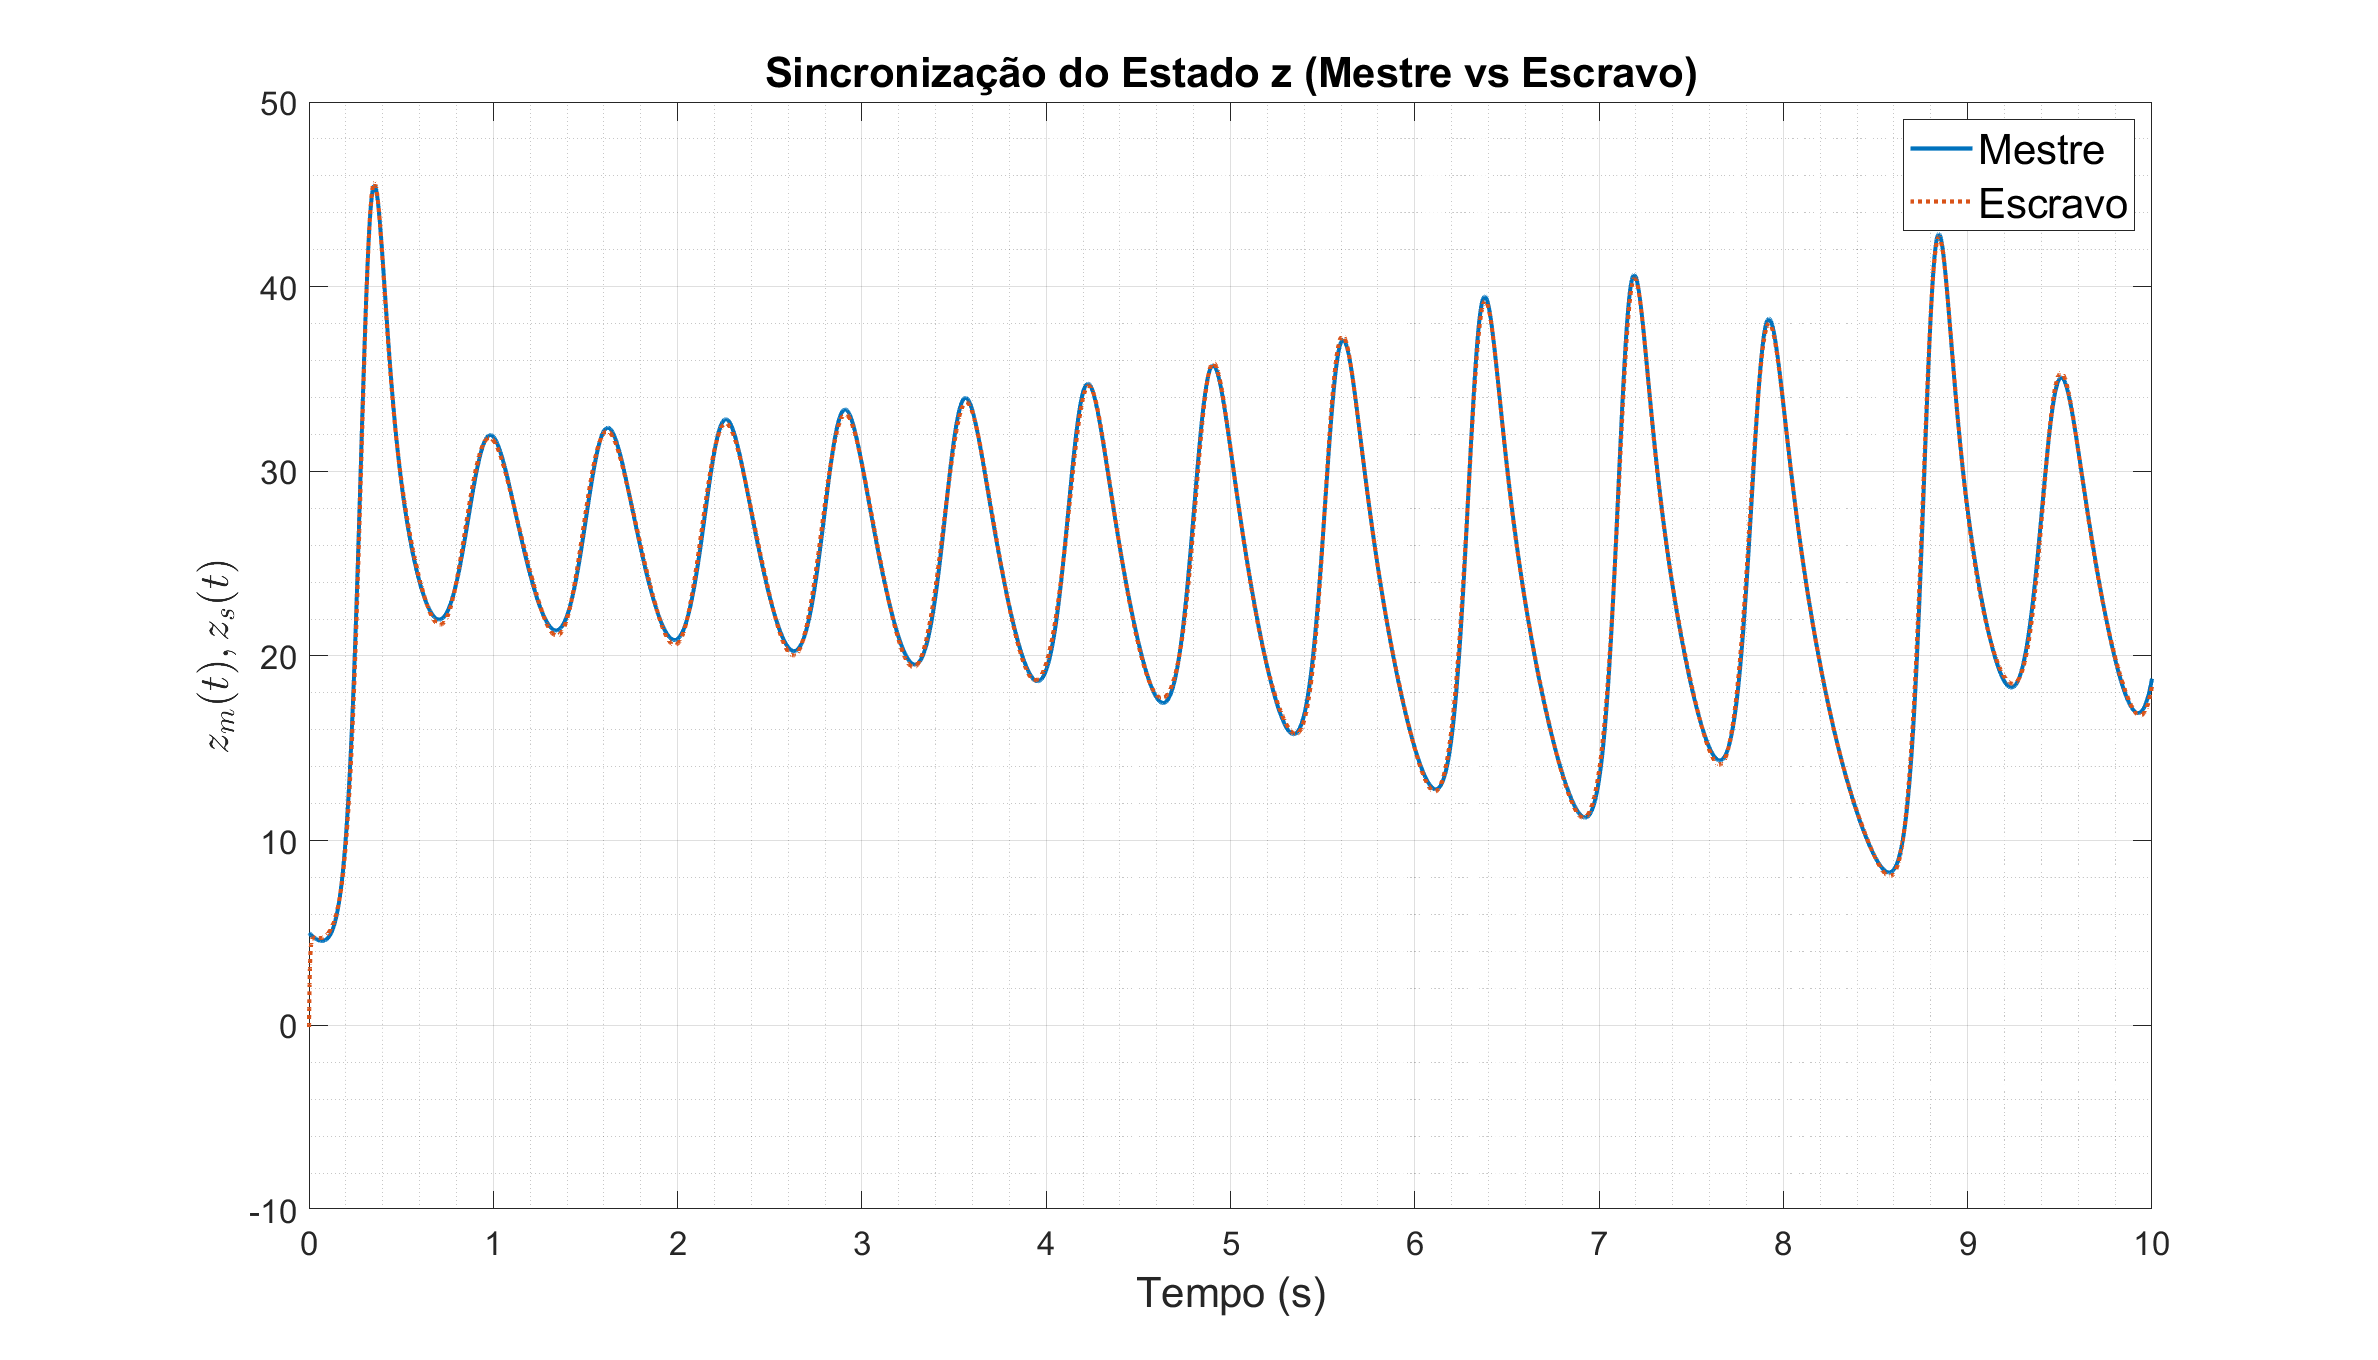 Sincronização do Estado z (Mestre vs Escravo)
50
40
30
20
10
0
-10
z_m(t), z_s(t)
Mestre
Escravo
0 1 2 3 4 5 6 7 8 9 10
Tempo (s)